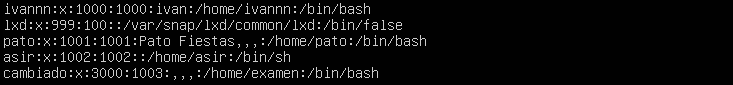 ivannn:x:1000:1000:ivan:/home/ivannn:/bin/bash
lxd:x:999:100::/var/snap/lxd/common/lxd:/bin/false
pato:x:1001:1001:Pato Fiestas,,,:/home/pato:/bin/bash
asir:x:1002:1002::/home/asir:/bin/sh
cambiado:x:3000:1003:,,,:/home/examen:/bin/bash